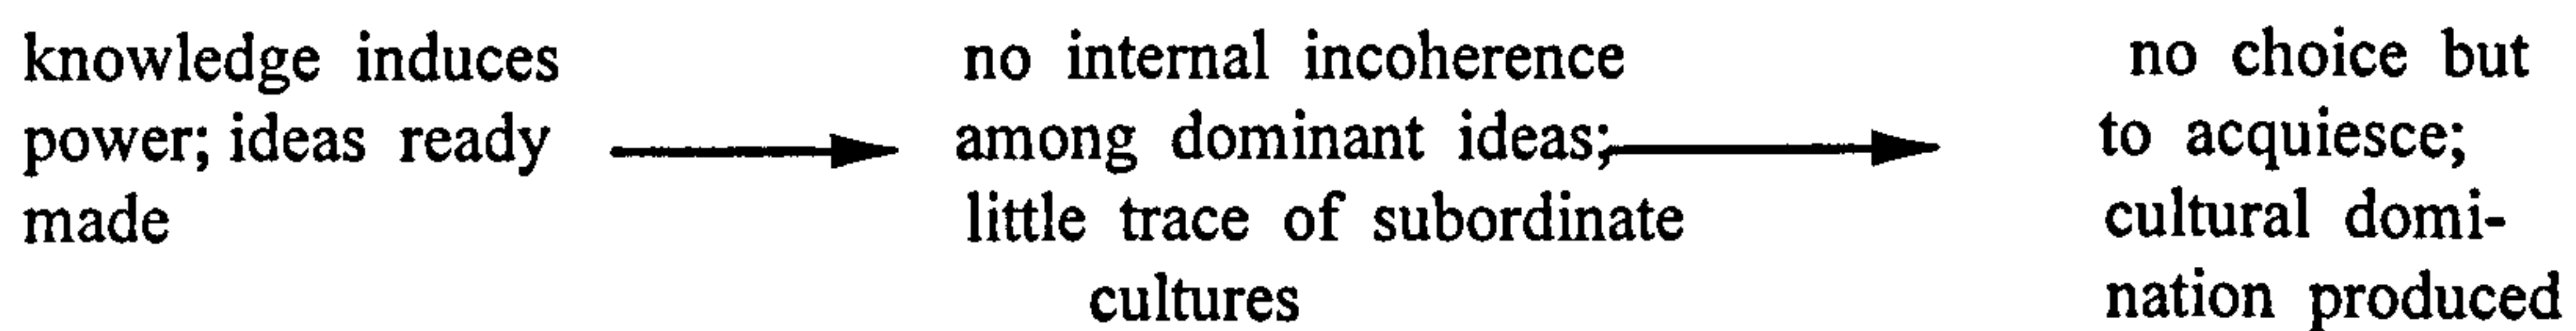 knowledge induces
power; ideas ready
made
no internal incoherence
among dominant ideas;
little trace of subordinate
cultures
no choice but
to acquiesce;
cultural domi-
nation produced